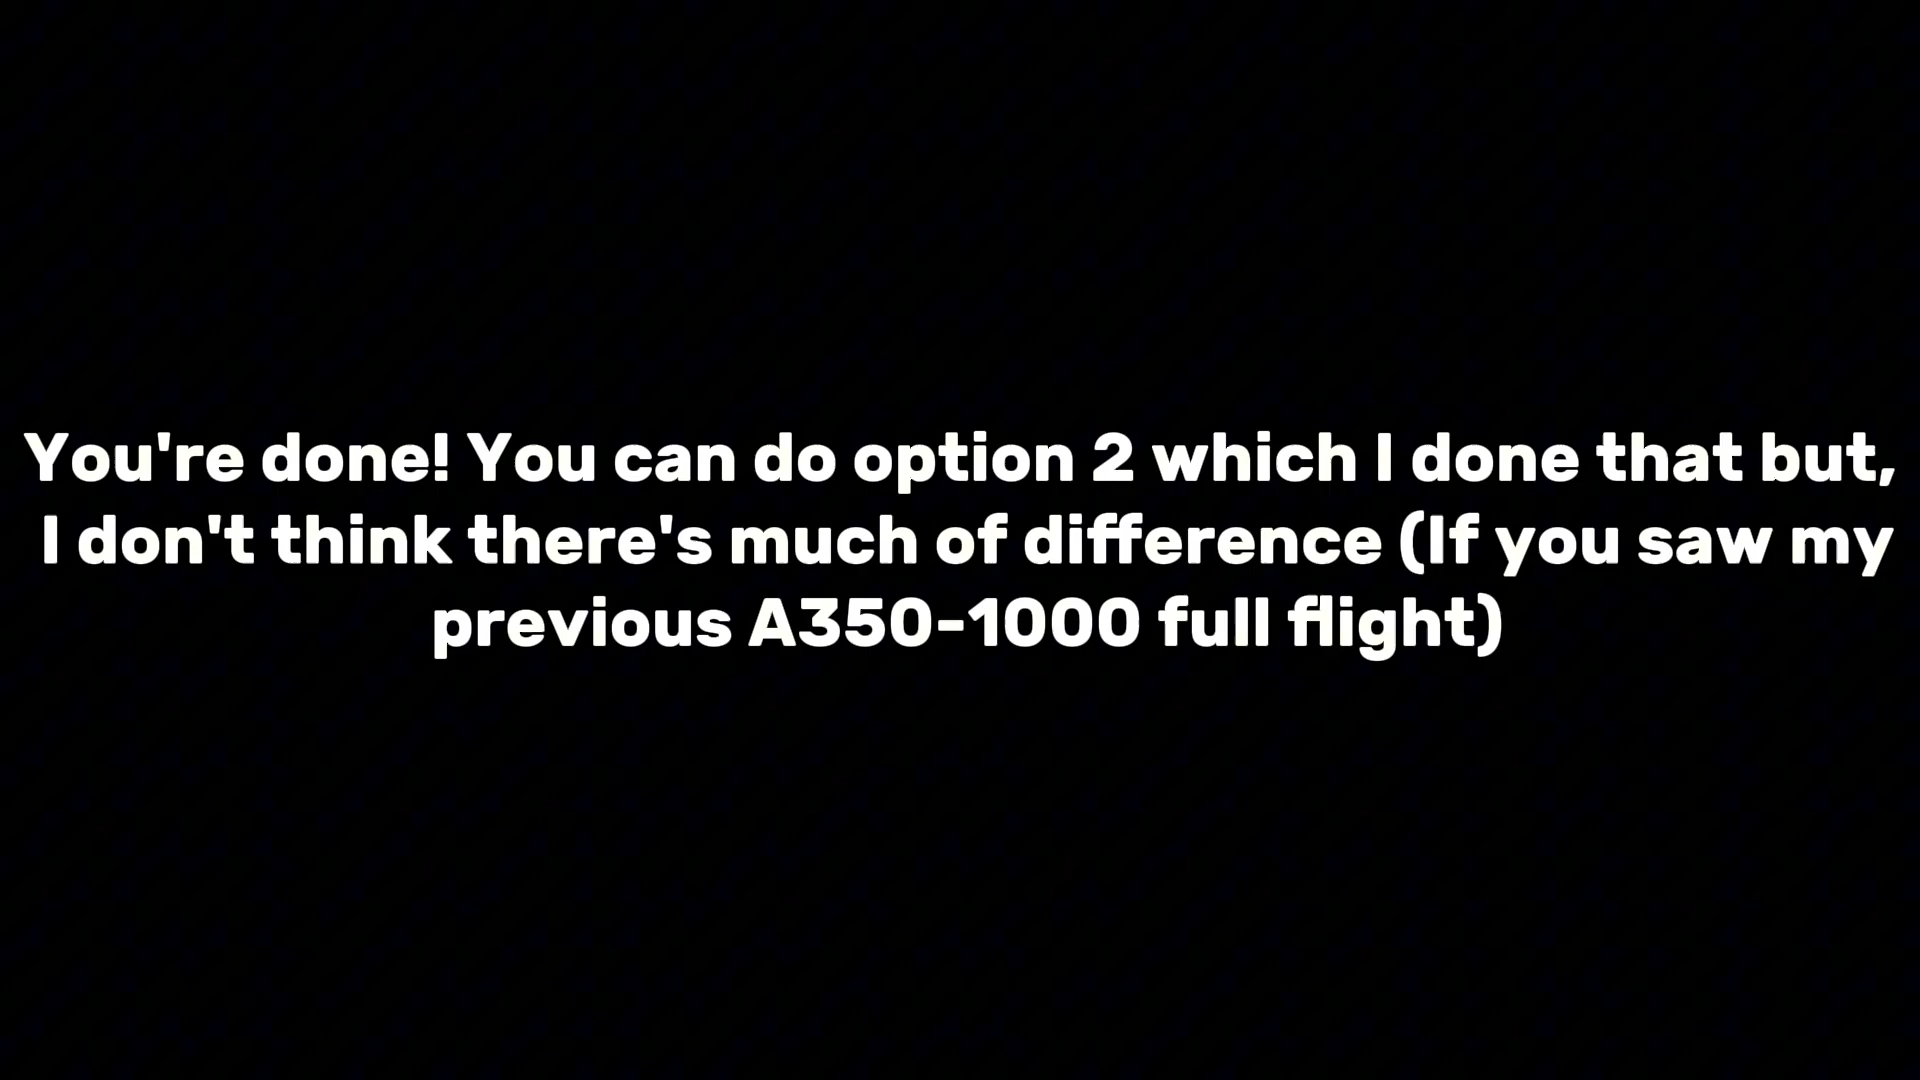 You're done! You can do option 2 which I done that but,
I don't think there's much of difference (If you saw my
previous A350-1000 full flight)